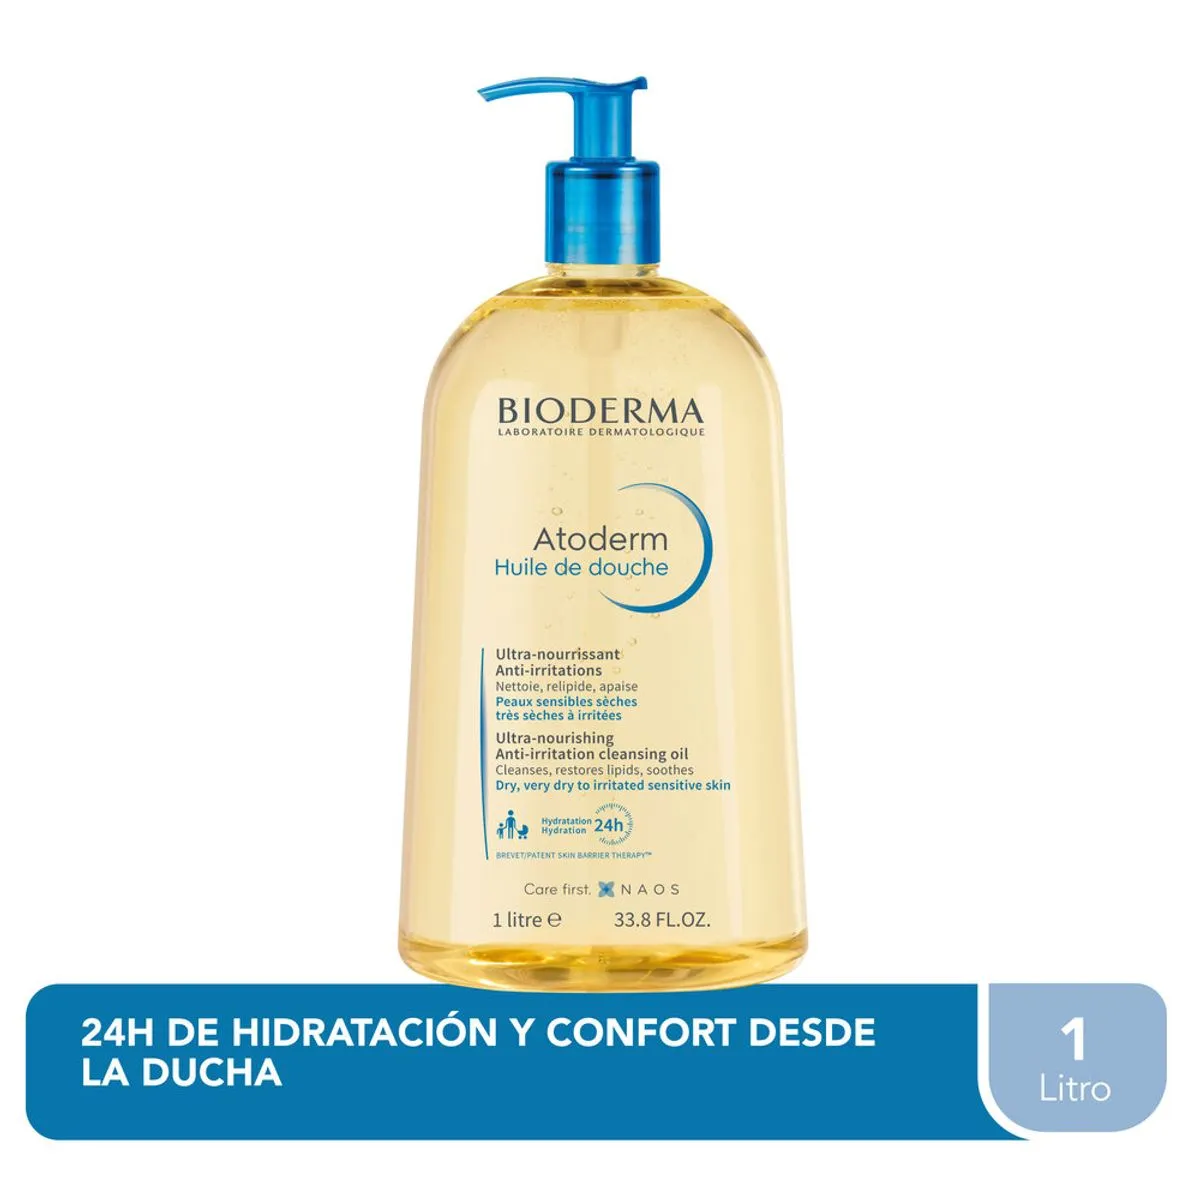 BIODERMA
LABORATOIRE DERMATOLOGIQUE
Atoderm
Huile de douche
Ultra-nourrissant
Anti-irritations
Nettoie, relipide, apaise
Peaux sensibles sèches
très sèches à irritées
Ultra-nourishing
Anti-irritation cleansing oil
Cleanses, restores lipids, soothes
Dry, very dry to irritated sensitive skin
Hydratation
Hydration
24h
BREVET/PATENT SKIN BARRIER THERAPY™
Care first. NAOS
1 litre ℮ 33.8 FL.OZ.
24H DE HIDRATACIÓN Y CONFORT DESDE
LA DUCHA
1
Litro